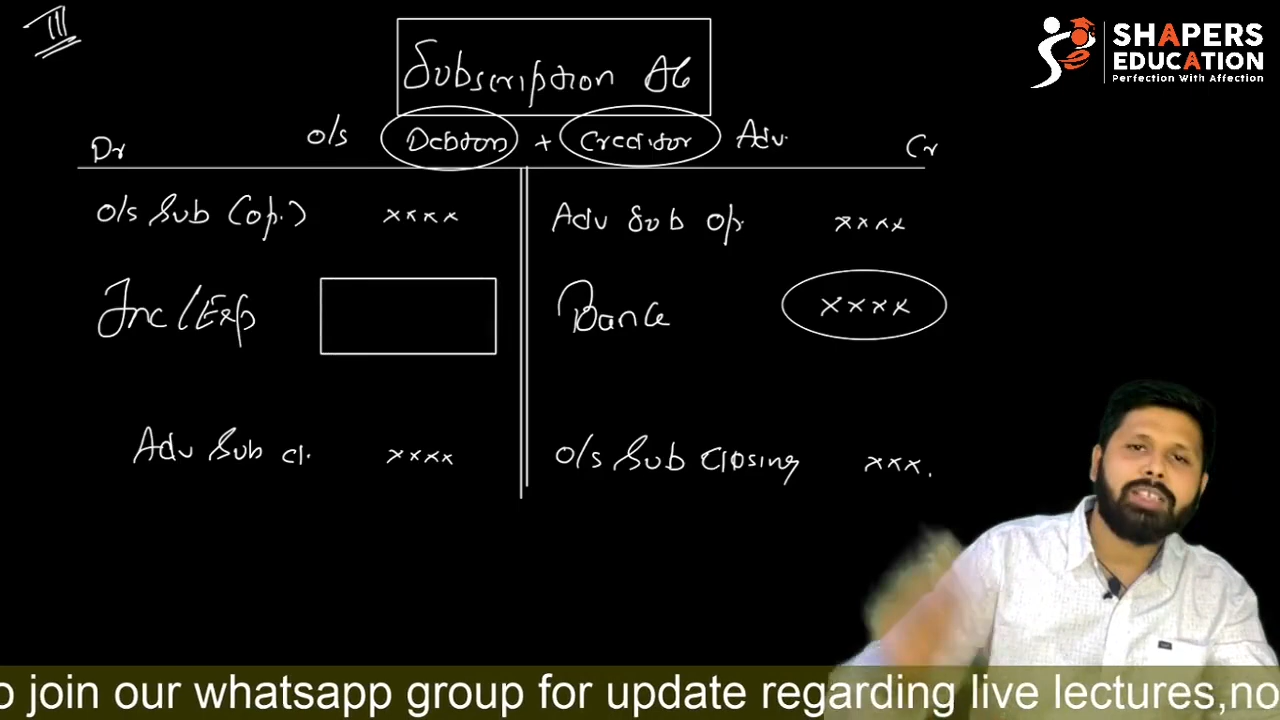 III
SHAPERS
EDUCATION
Perfection With Affection
Subscription A/c
Dr o/s Debtors + Creditor Adv. Cr
o/s Sub (op.) xxxx Adv Sub op. xxxx
Inc/Exp Bank xxxx
Adv Sub cl. xxxx o/s Sub Closing xxx.
o join our whatsapp group for update regarding live lectures,no